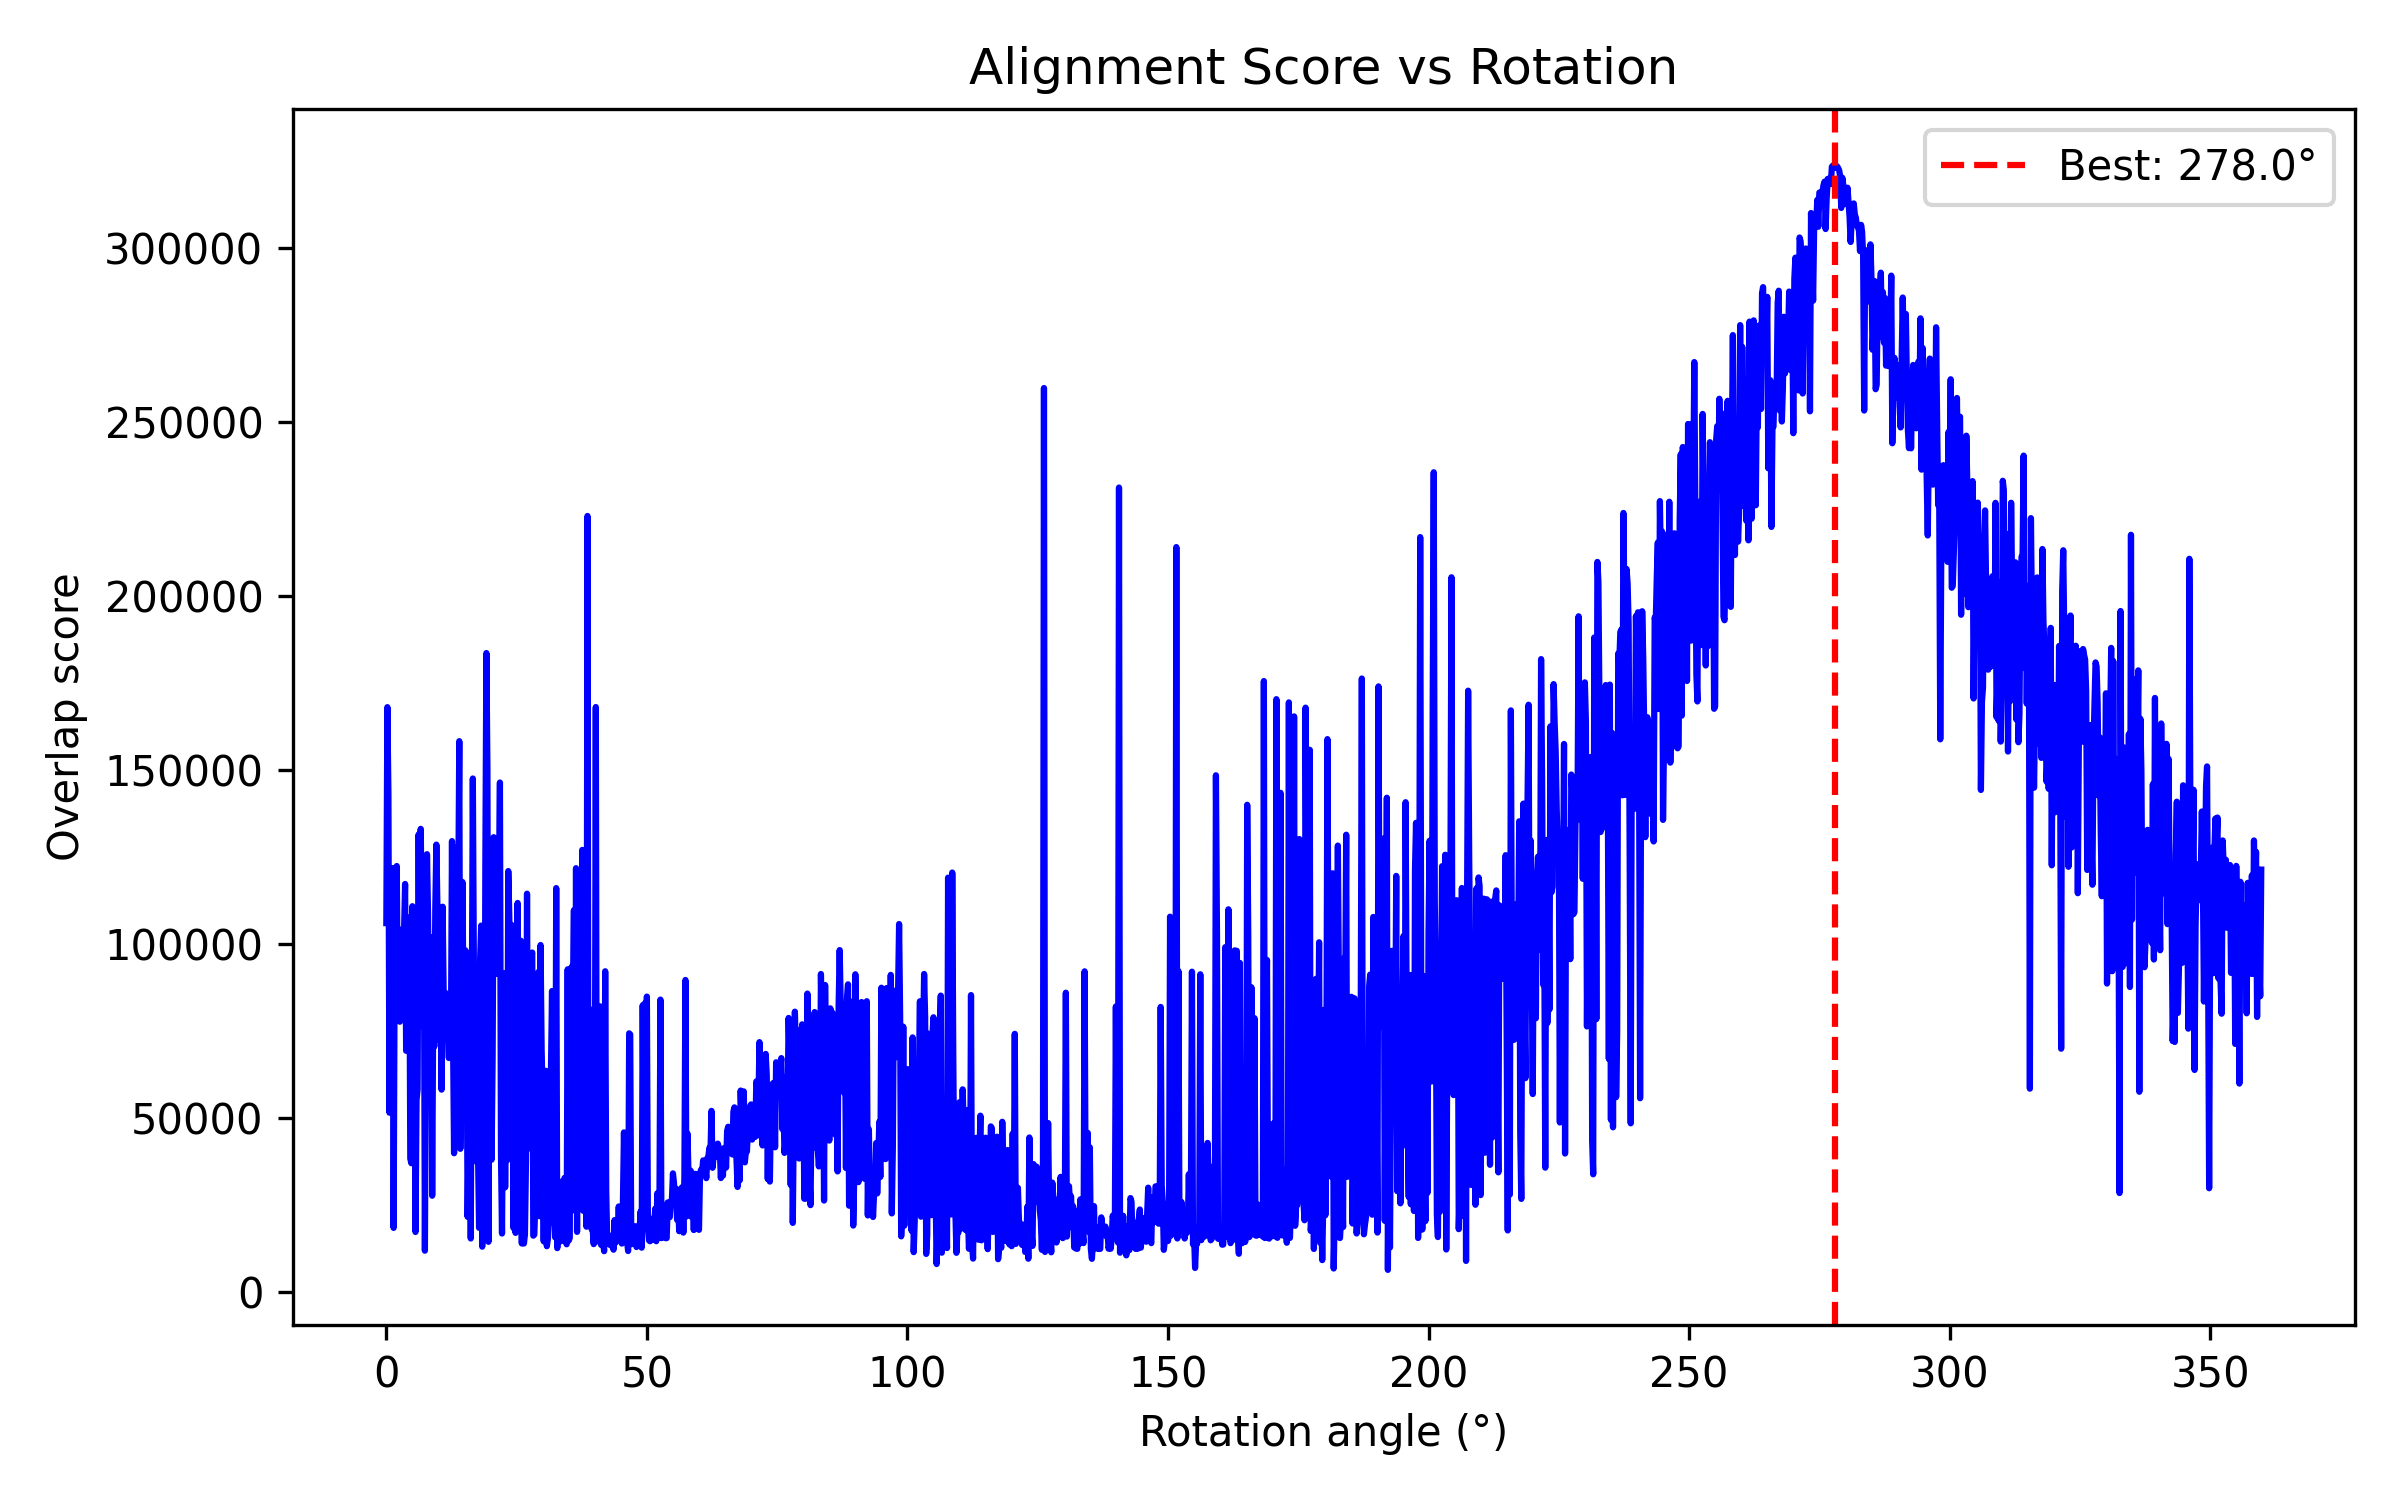 Alignment Score vs Rotation
Best: 278.0°
Overlap score
300000
250000
200000
150000
100000
50000
0
0 50 100 150 200 250 300 350
Rotation angle (°)